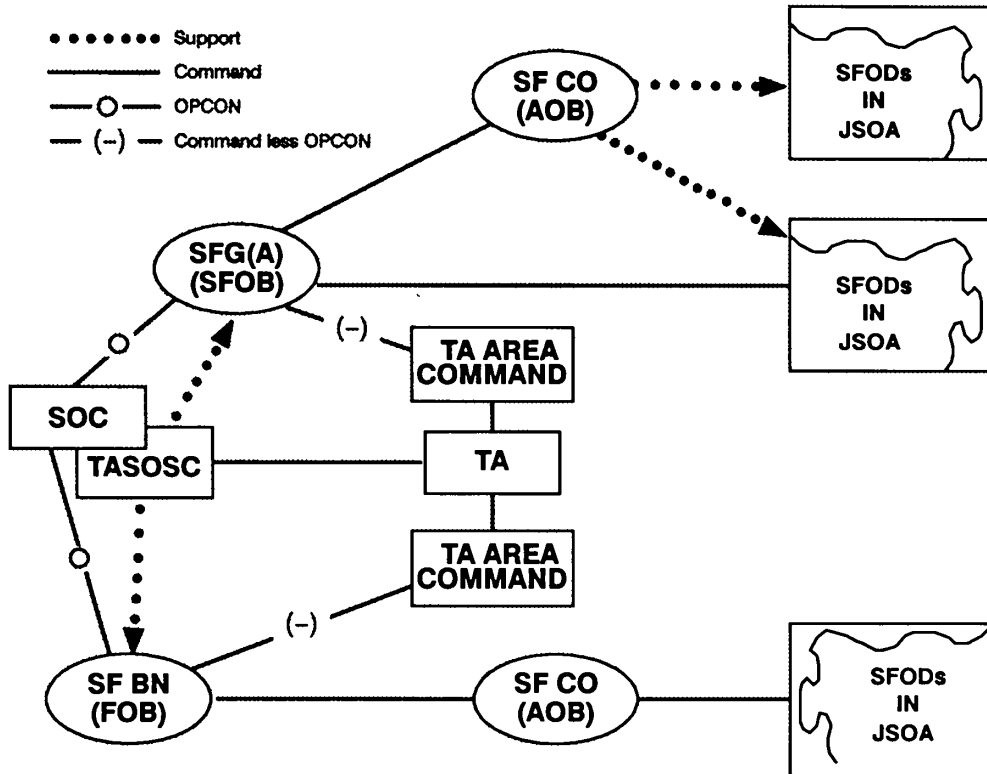 Support
Command
OPCON
(–) Command less OPCON
SF CO
(AOB)
SFODs
IN
JSOA
SFG(A)
(SFOB)
SFODs
IN
JSOA
(–)
TA AREA
COMMAND
SOC
TASOSC
TA
TA AREA
COMMAND
(–)
SF BN
(FOB)
SF CO
(AOB)
SFODs
IN
JSOA